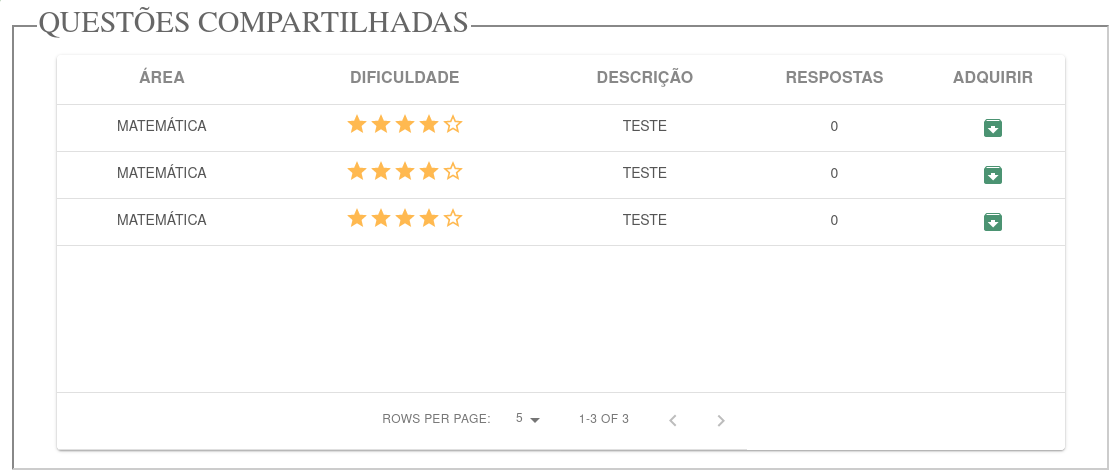 QUESTÕES COMPARTILHADAS
ÁREA DIFICULDADE DESCRIÇÃO RESPOSTAS ADQUIRIR
MATEMÁTICA TESTE 0
MATEMÁTICA TESTE 0
MATEMÁTICA TESTE 0
ROWS PER PAGE: 5 1-3 OF 3